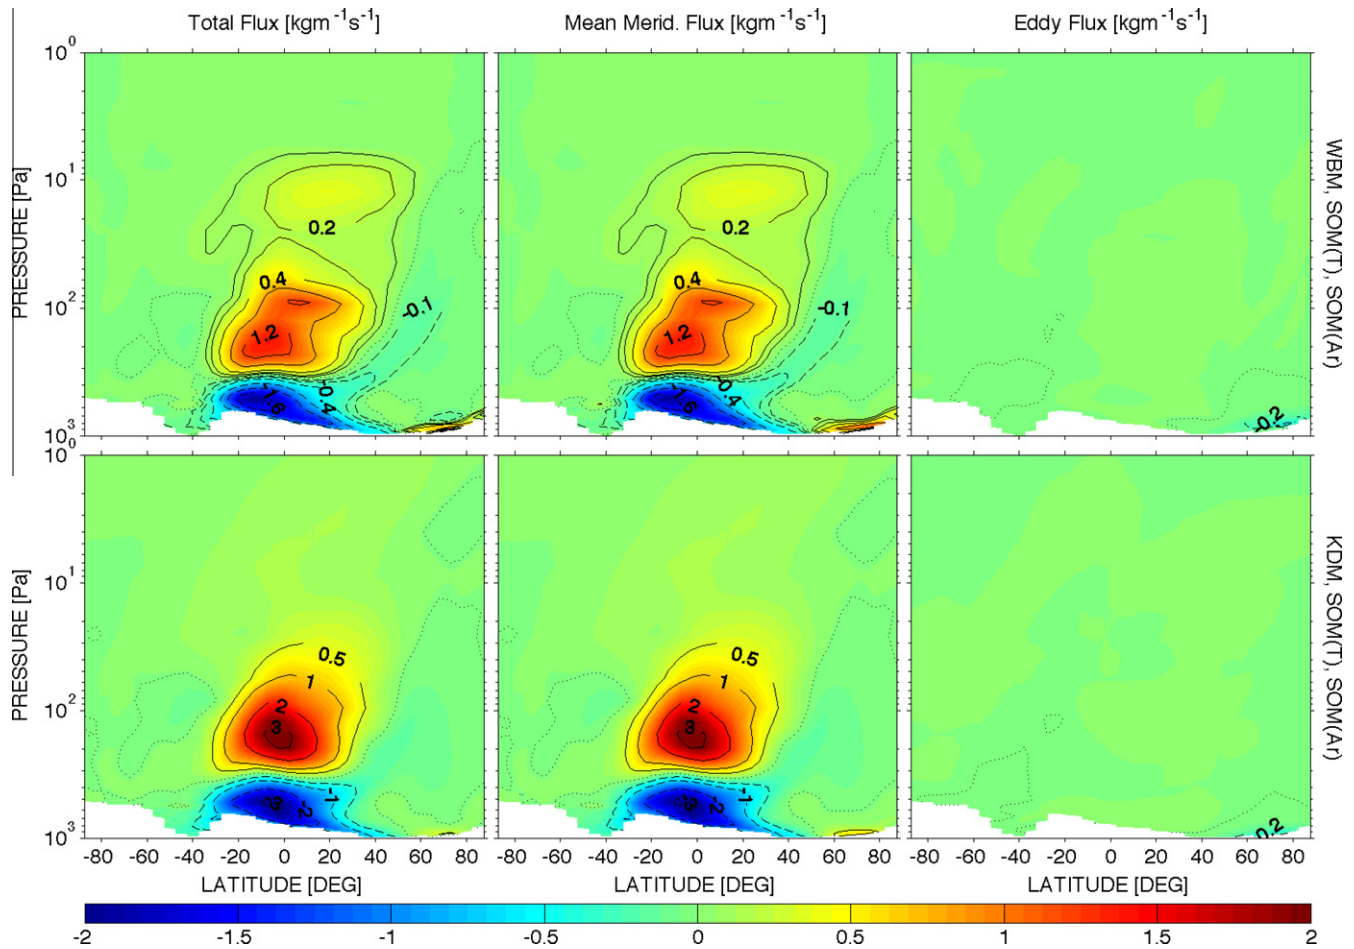 Total Flux [kgm⁻¹s⁻¹]
Mean Merid. Flux [kgm⁻¹s⁻¹]
Eddy Flux [kgm⁻¹s⁻¹]
PRESSURE [Pa]
10⁰
10¹
10²
10³
0.2
0.4
1.2
-0.1
-1.6
-0.4
0.2
0.4
1.2
-0.1
-1.6
-0.4
-0.2
WBM, SOM(T), SOM(Ar)
PRESSURE [Pa]
10⁰
10¹
10²
10³
0.5
1
2
3
-1
-3
-2
0.5
1
2
3
-1
-3
-2
-0.2
KDM, SOM(T), SOM(Ar)
-80 -60 -40 -20 0 20 40 60 80
-80 -60 -40 -20 0 20 40 60 80
-80 -60 -40 -20 0 20 40 60 80
LATITUDE [DEG]
LATITUDE [DEG]
LATITUDE [DEG]
-2 -1.5 -1 -0.5 0 0.5 1 1.5 2